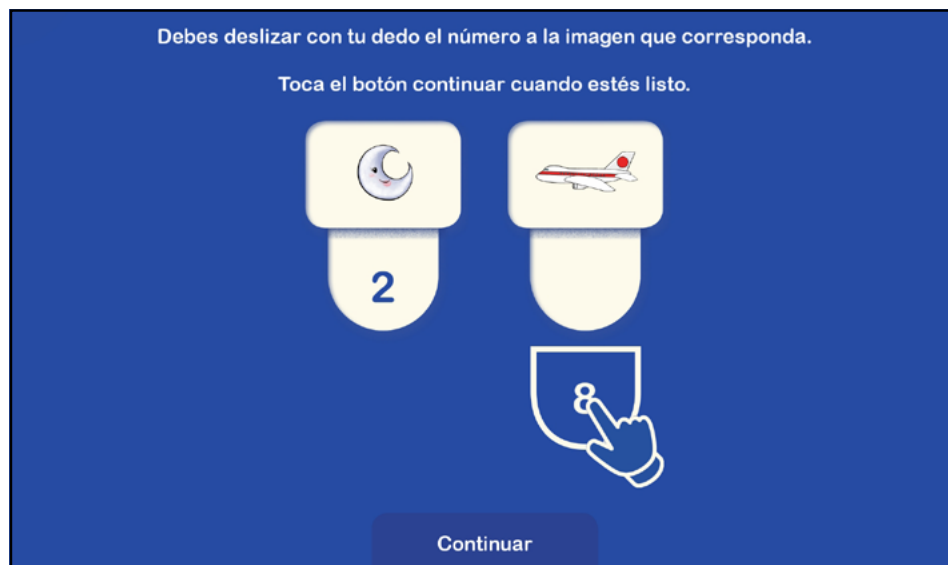 Debes deslizar con tu dedo el número a la imagen que corresponda.
Toca el botón continuar cuando estés listo.
2
8
Continuar